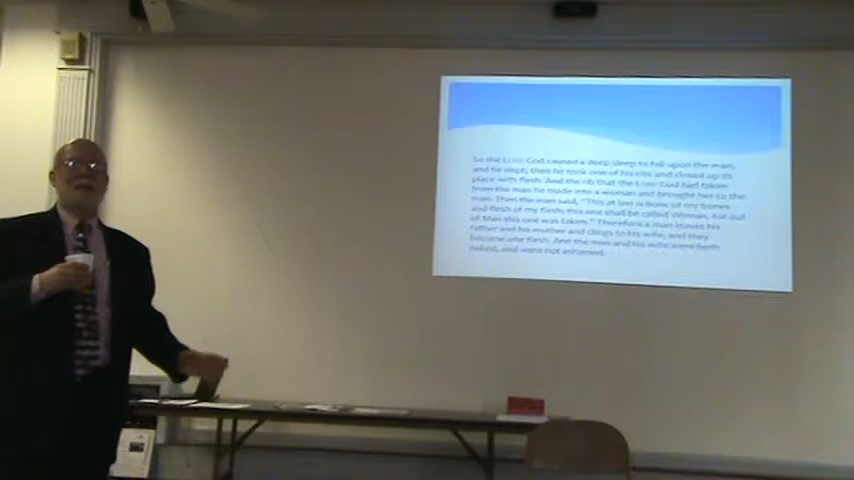 So the LORD God caused a deep sleep to fall upon the man,
and he slept; then he took one of his ribs and closed up its
place with flesh. And the rib that the LORD God had taken
from the man he made into a woman and brought her to the
man. Then the man said, "This at last is bone of my bones
and flesh of my flesh; this one shall be called Woman, for out
of Man this one was taken." Therefore a man leaves his
father and his mother and clings to his wife, and they
become one flesh. And the man and his wife were both
naked, and were not ashamed.